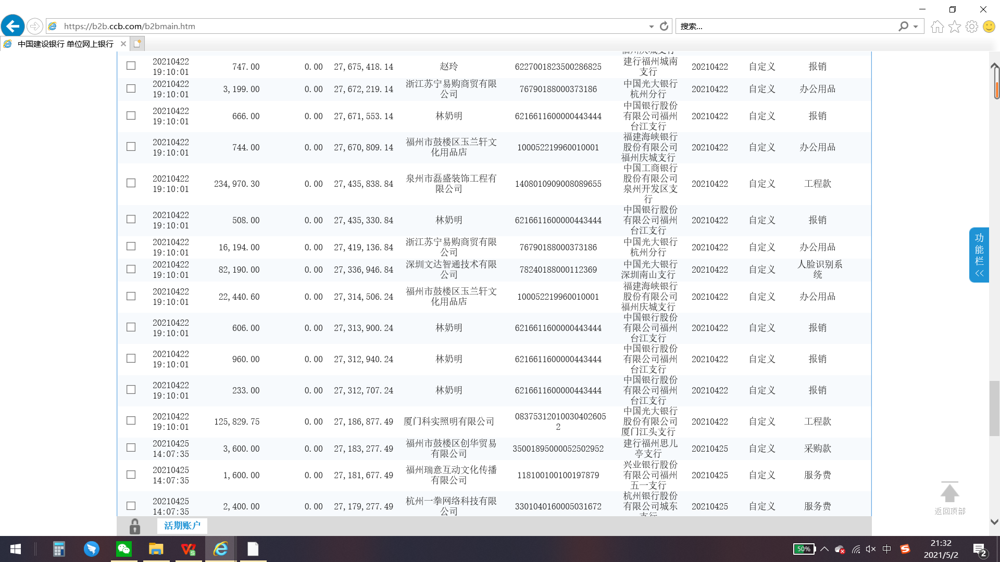 https://b2b.ccb.com/b2bmain.htm
搜索...
中国建设银行 单位网上银行
20210422 19:10:01 747.00 0.00 27,675,418.14 赵玲 6227001823500286825 建行福州城南支行 20210422 自定义 报销
20210422 19:10:01 3,199.00 0.00 27,672,219.14 浙江苏宁易购商贸有限公司 76790188000373186 中国光大银行杭州分行 20210422 自定义 办公用品
20210422 19:10:01 666.00 0.00 27,671,553.14 林奶明 6216611600000443444 中国银行股份有限公司福州台江支行 20210422 自定义 报销
20210422 19:10:01 744.00 0.00 27,670,809.14 福州市鼓楼区玉兰轩文化用品店 100052219960010001 福建海峡银行股份有限公司福州庆城支行 20210422 自定义 办公用品
20210422 19:10:01 234,970.30 0.00 27,435,838.84 泉州市磊盛装饰工程有限公司 1408010909008089655 中国工商银行股份有限公司泉州开发区支行 20210422 自定义 工程款
20210422 19:10:01 508.00 0.00 27,435,330.84 林奶明 6216611600000443444 中国银行股份有限公司福州台江支行 20210422 自定义 报销
20210422 19:10:01 16,194.00 0.00 27,419,136.84 浙江苏宁易购商贸有限公司 76790188000373186 中国光大银行杭州分行 20210422 自定义 办公用品
20210422 19:10:01 82,190.00 0.00 27,336,946.84 深圳文达智通技术有限公司 78240188000112369 中国光大银行深圳南山支行 20210422 自定义 人脸识别系统
20210422 19:10:01 22,440.60 0.00 27,314,506.24 福州市鼓楼区玉兰轩文化用品店 100052219960010001 福建海峡银行股份有限公司福州庆城支行 20210422 自定义 办公用品
20210422 19:10:01 606.00 0.00 27,313,900.24 林奶明 6216611600000443444 中国银行股份有限公司福州台江支行 20210422 自定义 报销
20210422 19:10:01 960.00 0.00 27,312,940.24 林奶明 6216611600000443444 中国银行股份有限公司福州台江支行 20210422 自定义 报销
20210422 19:10:01 233.00 0.00 27,312,707.24 林奶明 6216611600000443444 中国银行股份有限公司福州台江支行 20210422 自定义 报销
20210422 19:10:01 125,829.75 0.00 27,186,877.49 厦门科实照明有限公司 083753120100304026052 中国光大银行股份有限公司厦门江头支行 20210422 自定义 工程款
20210425 14:07:35 3,600.00 0.00 27,183,277.49 福州市鼓楼区创华贸易有限公司 35001895000052502952 建行福州思儿亭支行 20210425 自定义 采购款
20210425 14:07:35 1,600.00 0.00 27,181,677.49 福州瑞意互动文化传播有限公司 118100100100197879 兴业银行股份有限公司福州五一支行 20210425 自定义 服务费
20210425 14:07:35 2,400.00 0.00 27,179,277.49 杭州一拳网络科技有限公司 3301040160005031672 杭州银行股份有限公司城东 20210425 自定义 服务费
功能栏
<<
返回顶部
活期账户
50%
中
21:32
2021/5/2
2